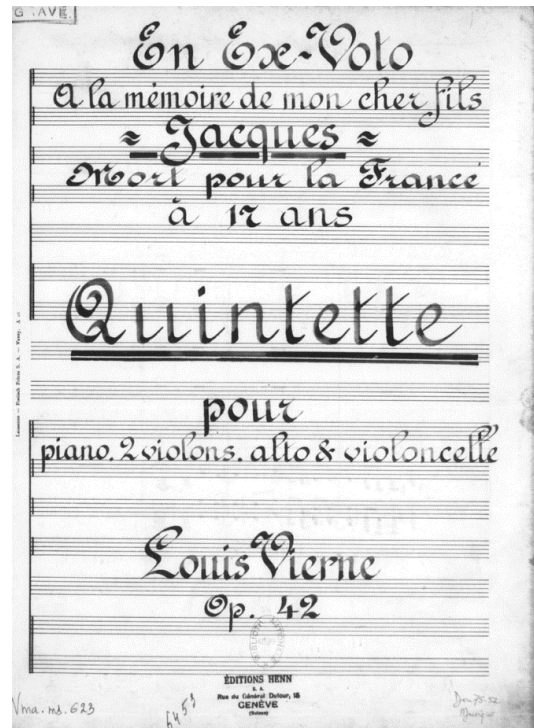 GRAVE.
En Ex-Voto
A la mémoire de mon cher fils
≈ Jacques ≈
Mort pour la France
à 17 ans
Quintette
pour
piano. 2 violons. alto & violoncelle
Louis Vierne
Op. 42
ÉDITIONS HENN
S. A.
Rue du Général Dufour, 18
GENÈVE
(Suisse)
Vma. ms. 623